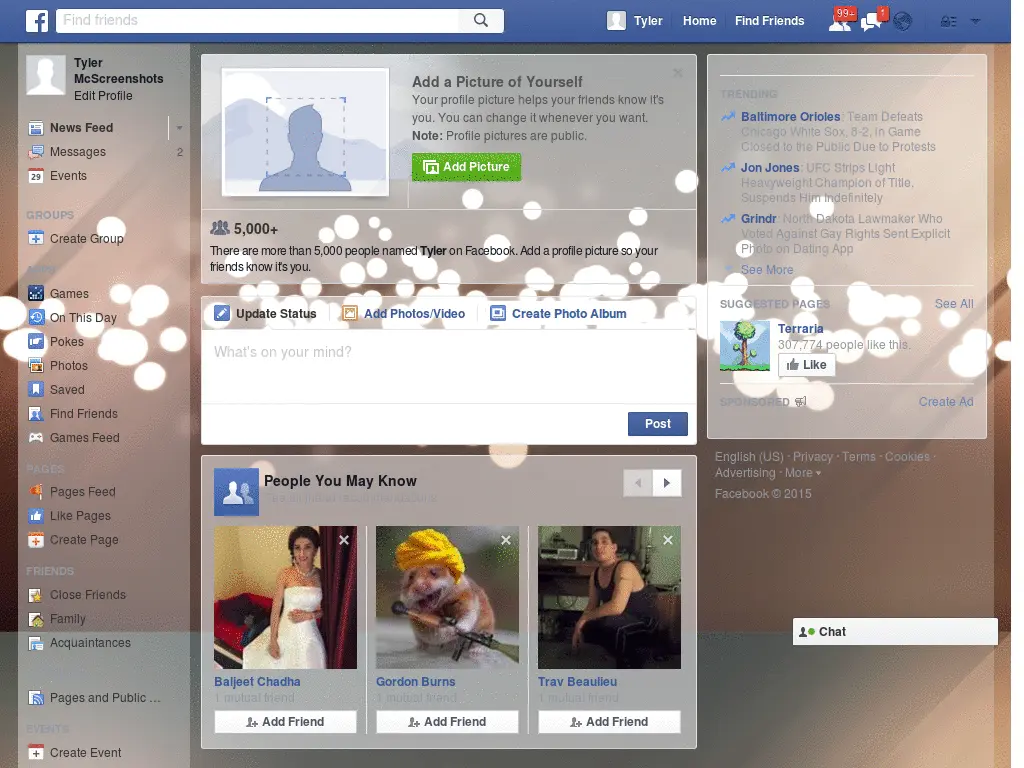 Find friends
Tyler
Home
Find Friends
99+
1
Tyler
McScreenshots
Edit Profile
News Feed
Messages
2
29
Events
GROUPS
Create Group
APPS
Games
On This Day
Pokes
Photos
Saved
Find Friends
Games Feed
PAGES
Pages Feed
Like Pages
Create Page
FRIENDS
Close Friends
Family
Acquaintances
Pages and Public ...
EVENTS
Create Event
Add a Picture of Yourself
Your profile picture helps your friends know it's
you. You can change it whenever you want.
Note: Profile pictures are public.
Add Picture
5,000+
There are more than 5,000 people named Tyler on Facebook. Add a profile picture so your
friends know it's you.
Update Status
Add Photos/Video
Create Photo Album
What's on your mind?
Post
People You May Know
Baljeet Chadha
1 mutual friend
Add Friend
Gordon Burns
1 mutual friend
Add Friend
Trav Beaulieu
1 mutual friend
Add Friend
TRENDING
Baltimore Orioles: Team Defeats
Chicago White Sox, 8-2, in Game
Closed to the Public Due to Protests
Jon Jones: UFC Strips Light
Heavyweight Champion of Title,
Suspends Him Indefinitely
Grindr: North Dakota Lawmaker Who
Voted Against Gay Rights Sent Explicit
Photo on Dating App
See More
SUGGESTED PAGES
See All
Terraria
307,774 people like this.
Like
SPONSORED
Create Ad
English (US) · Privacy · Terms · Cookies ·
Advertising · More
Facebook © 2015
Chat